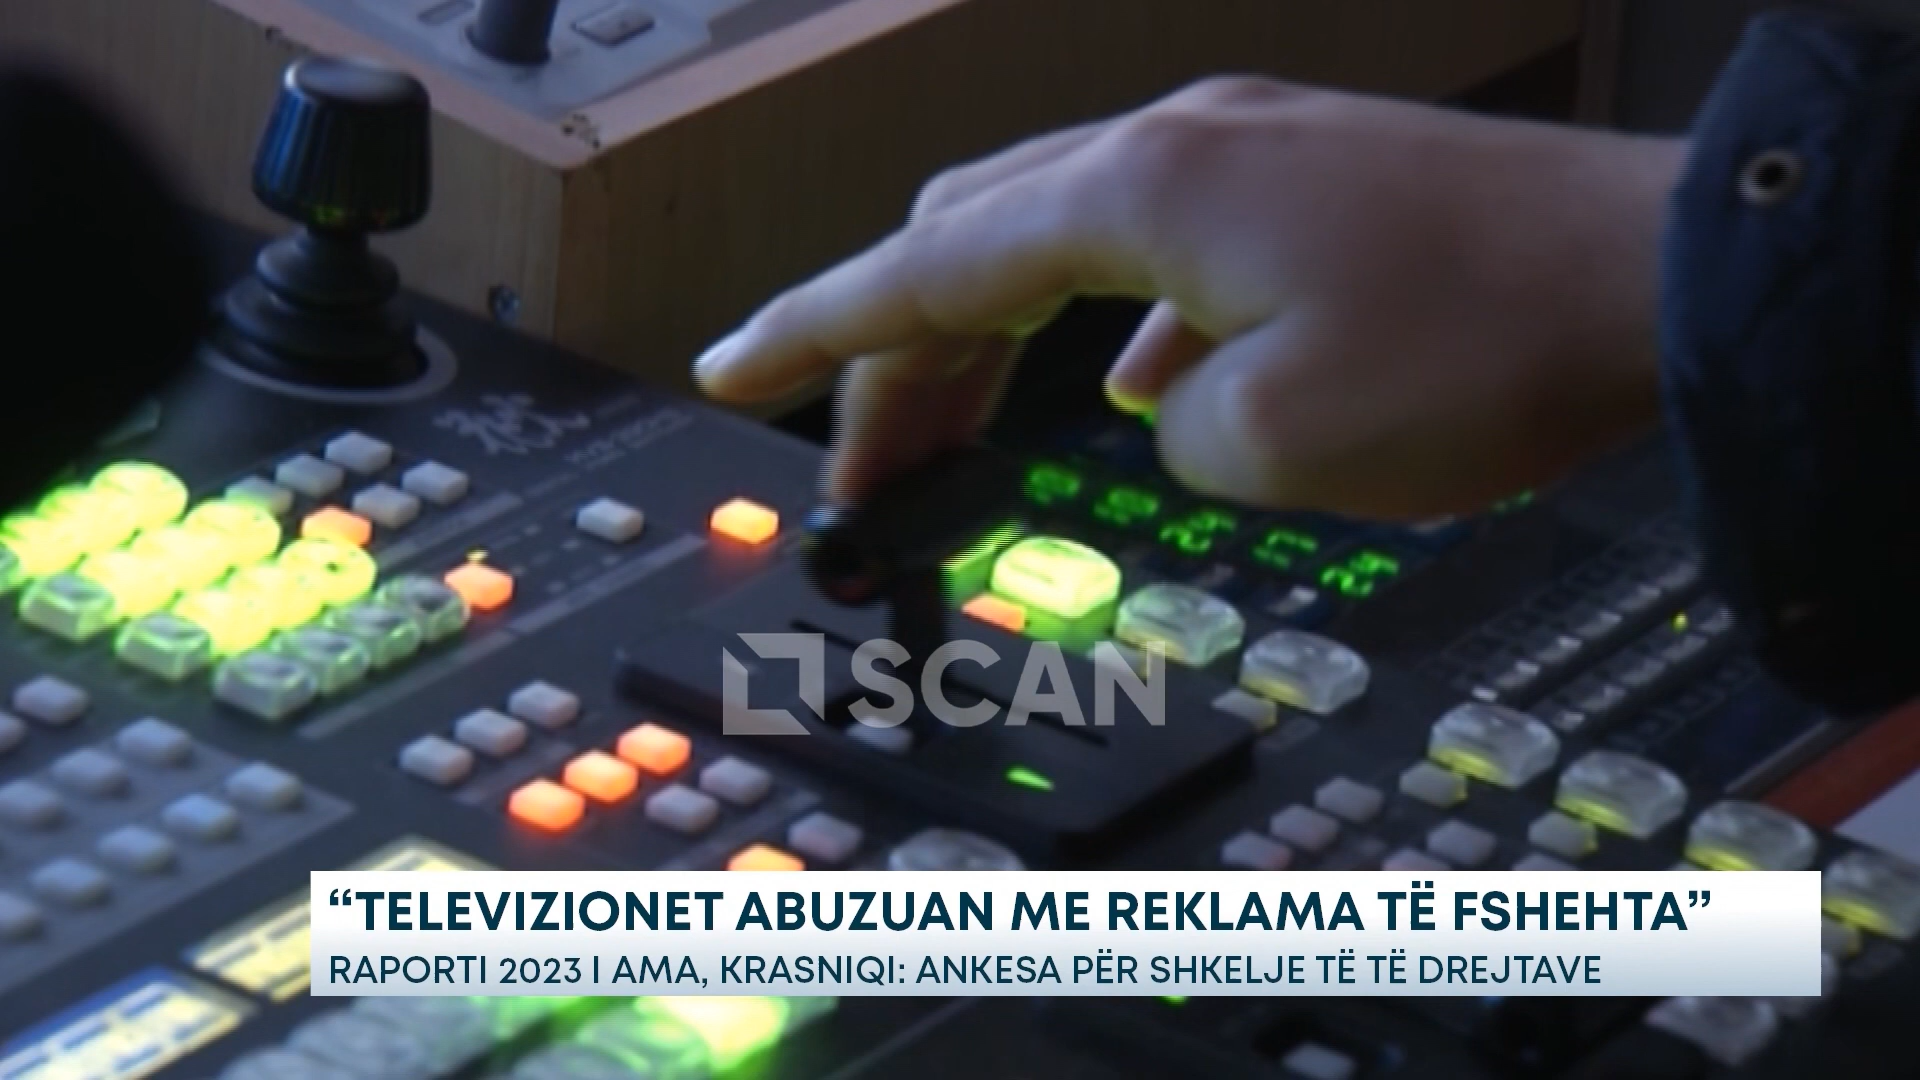 SCAN
“TELEVIZIONET ABUZUAN ME REKLAMA TË FSHEHTA”
RAPORTI 2023 I AMA, KRASNIQI: ANKESA PËR SHKELJE TË TË DREJTAVE